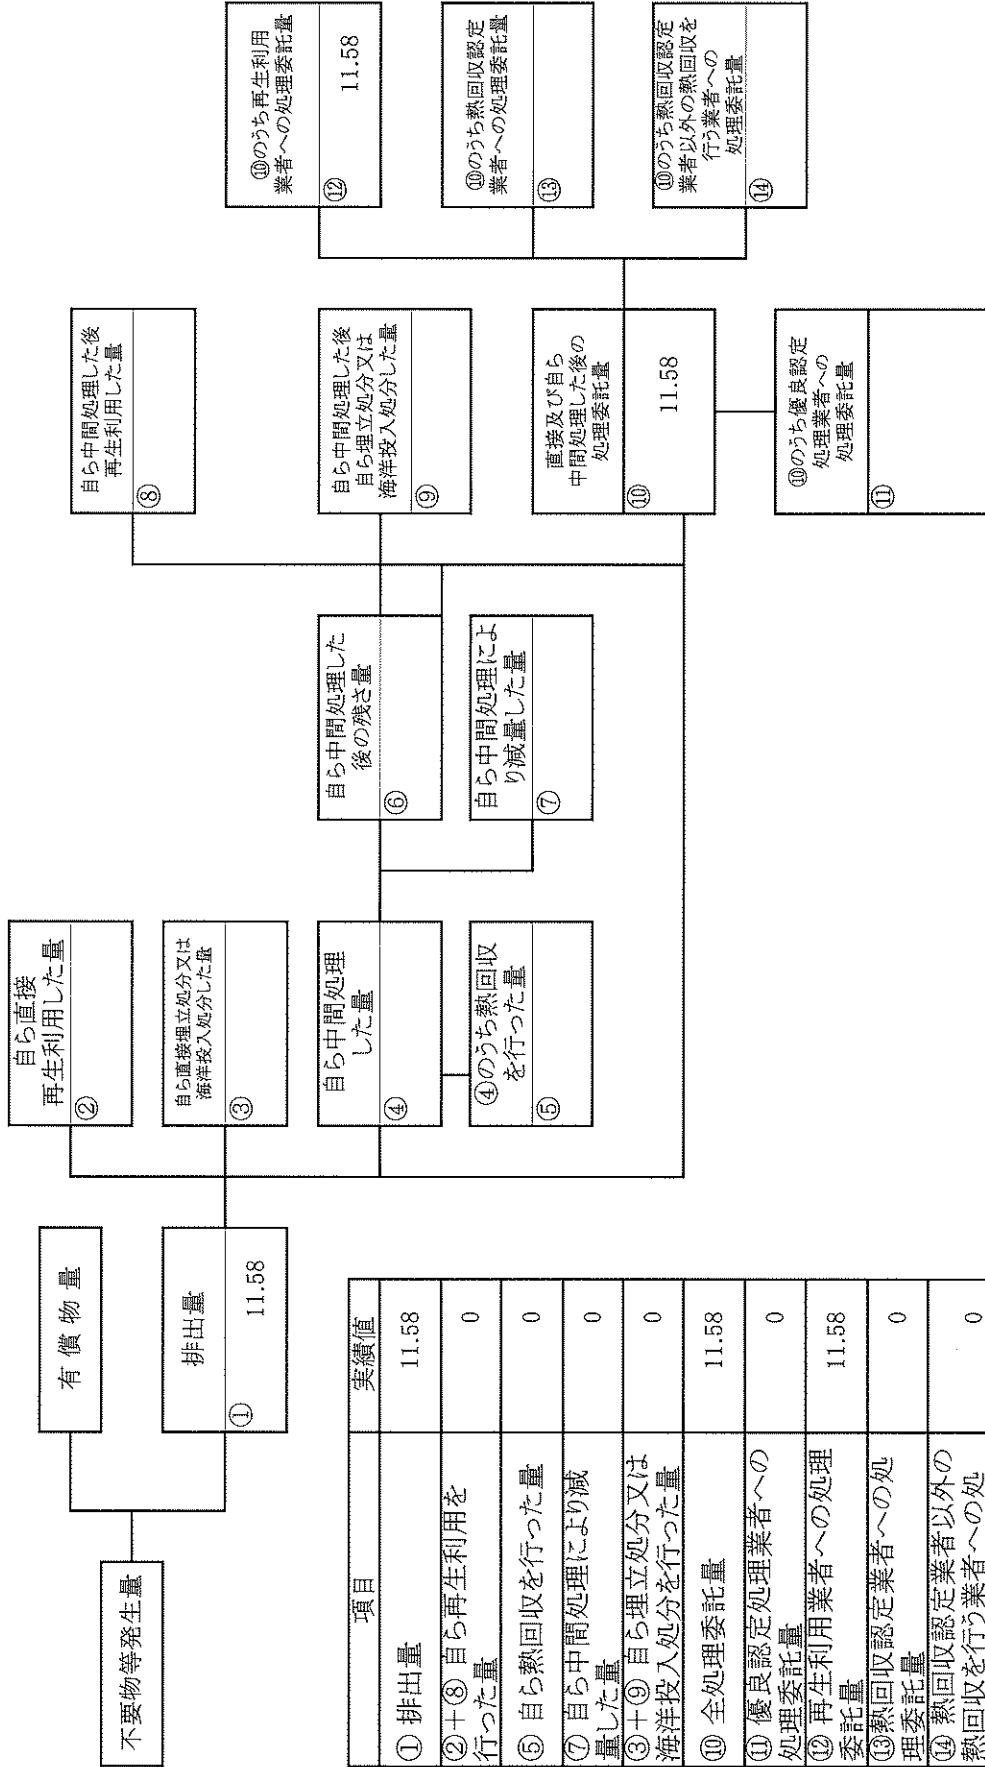 不要物等発生量
有償物量
排出量
①
11.58
自ら直接
再生利用した量
②
自ら直接埋立処分又は
海洋投入処分した量
③
自ら中間処理
した量
④
④のうち熱回収
を行った量
⑤
自ら中間処理した
後の残さ量
⑥
自ら中間処理によ
り減量した量
⑦
自ら中間処理した後
再生利用した量
⑧
自ら中間処理した後
自ら埋立処分又は
海洋投入処分した量
⑨
直接及び自ら
中間処理した後の
処理委託量
⑩
11.58
⑩のうち優良認定
処理業者への
処理委託量
⑪
⑩のうち再生利用
業者への処理委託量
⑫
11.58
⑩のうち熱回収認定
業者への処理委託量
⑬
⑩のうち熱回収認定
業者以外の熱回収を
行う業者への
処理委託量
⑭
項目 実績値
① 排出量 11.58
②+⑧ 自ら再生利用を
行った量 0
⑤ 自ら熱回収を行った量 0
⑦ 自ら中間処理により減
量した量 0
③+⑨ 自ら埋立処分又は
海洋投入処分を行った量 0
⑩ 全処理委託量 11.58
⑪ 優良認定処理業者への
処理委託量 0
⑫ 再生利用業者への処理
委託量 11.58
⑬熱回収認定業者への処
理委託量 0
⑭ 熱回収認定業者以外の
熱回収を行う業者への処 0